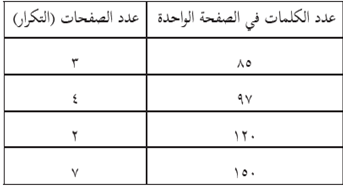 عدد الكلمات في الصفحة الواحدة عدد الصفحات (التكرار)
٨٥ ٣
٩٧ ٤
١٢٠ ٢
١٥٠ ٧